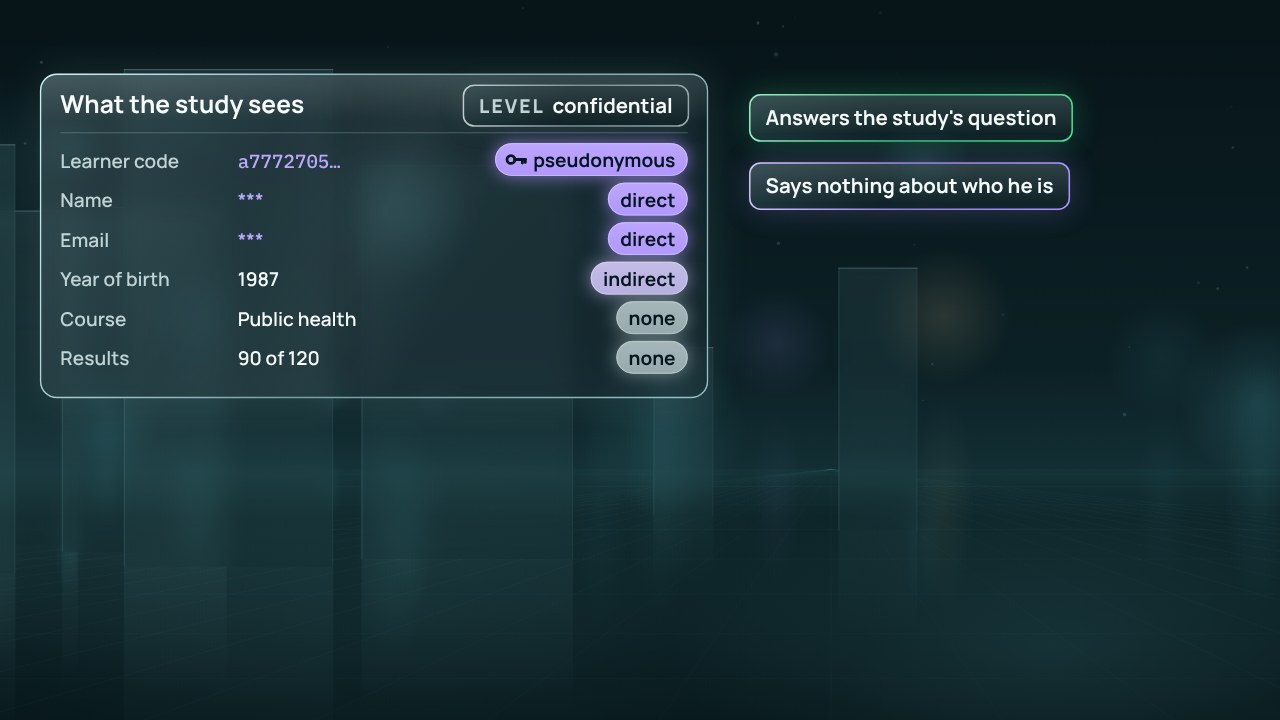 What the study sees
LEVEL confidential
Learner code a7772705… pseudonymous
Name *** direct
Email *** direct
Year of birth 1987 indirect
Course Public health none
Results 90 of 120 none
Answers the study's question
Says nothing about who he is